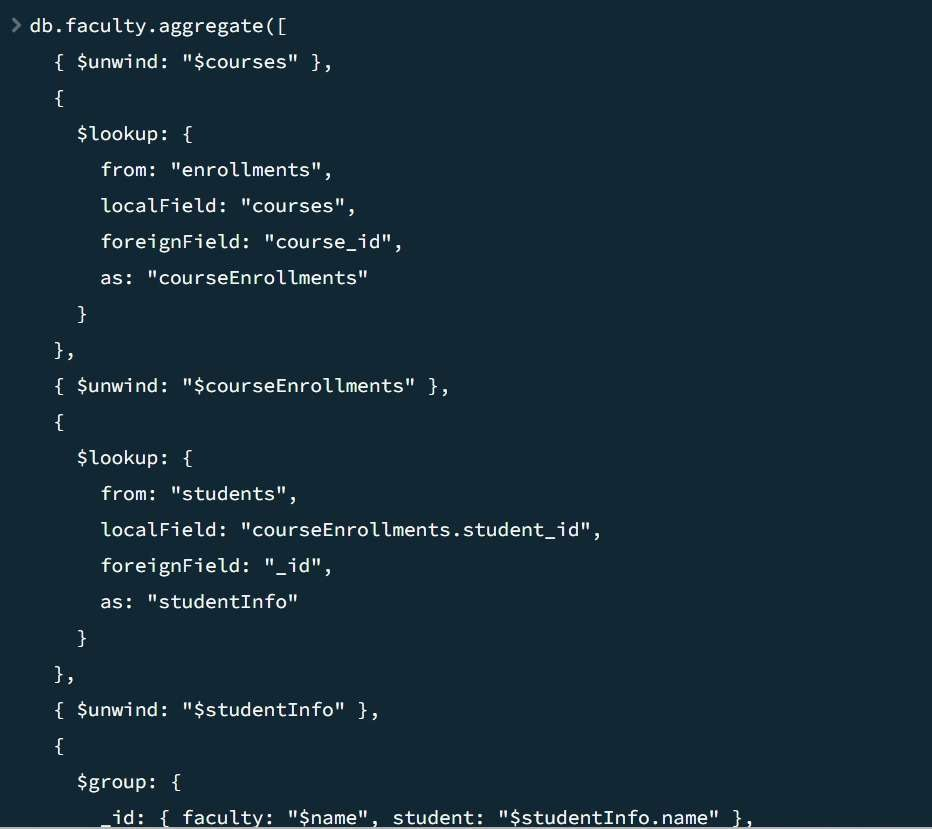 > db.faculty.aggregate([
{ $unwind: "$courses" },
{
$lookup: {
from: "enrollments",
localField: "courses",
foreignField: "course_id",
as: "courseEnrollments"
}
},
{ $unwind: "$courseEnrollments" },
{
$lookup: {
from: "students",
localField: "courseEnrollments.student_id",
foreignField: "_id",
as: "studentInfo"
}
},
{ $unwind: "$studentInfo" },
{
$group: {
_id: { faculty: "$name", student: "$studentInfo.name" },